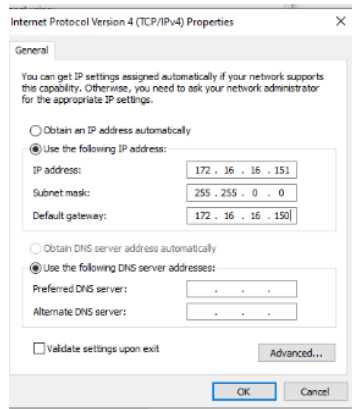 Internet Protocol Version 4 (TCP/IPv4) Properties
General
You can get IP settings assigned automatically if your network supports
this capability. Otherwise, you need to ask your network administrator
for the appropriate IP settings.
Obtain an IP address automatically
Use the following IP address:
IP address: 172 . 16 . 16 . 151
Subnet mask: 255 . 255 . 0 . 0
Default gateway: 172 . 16 . 16 . 150
Obtain DNS server address automatically
Use the following DNS server addresses:
Preferred DNS server: . . .
Alternate DNS server: . . .
Validate settings upon exit
Advanced...
OK Cancel